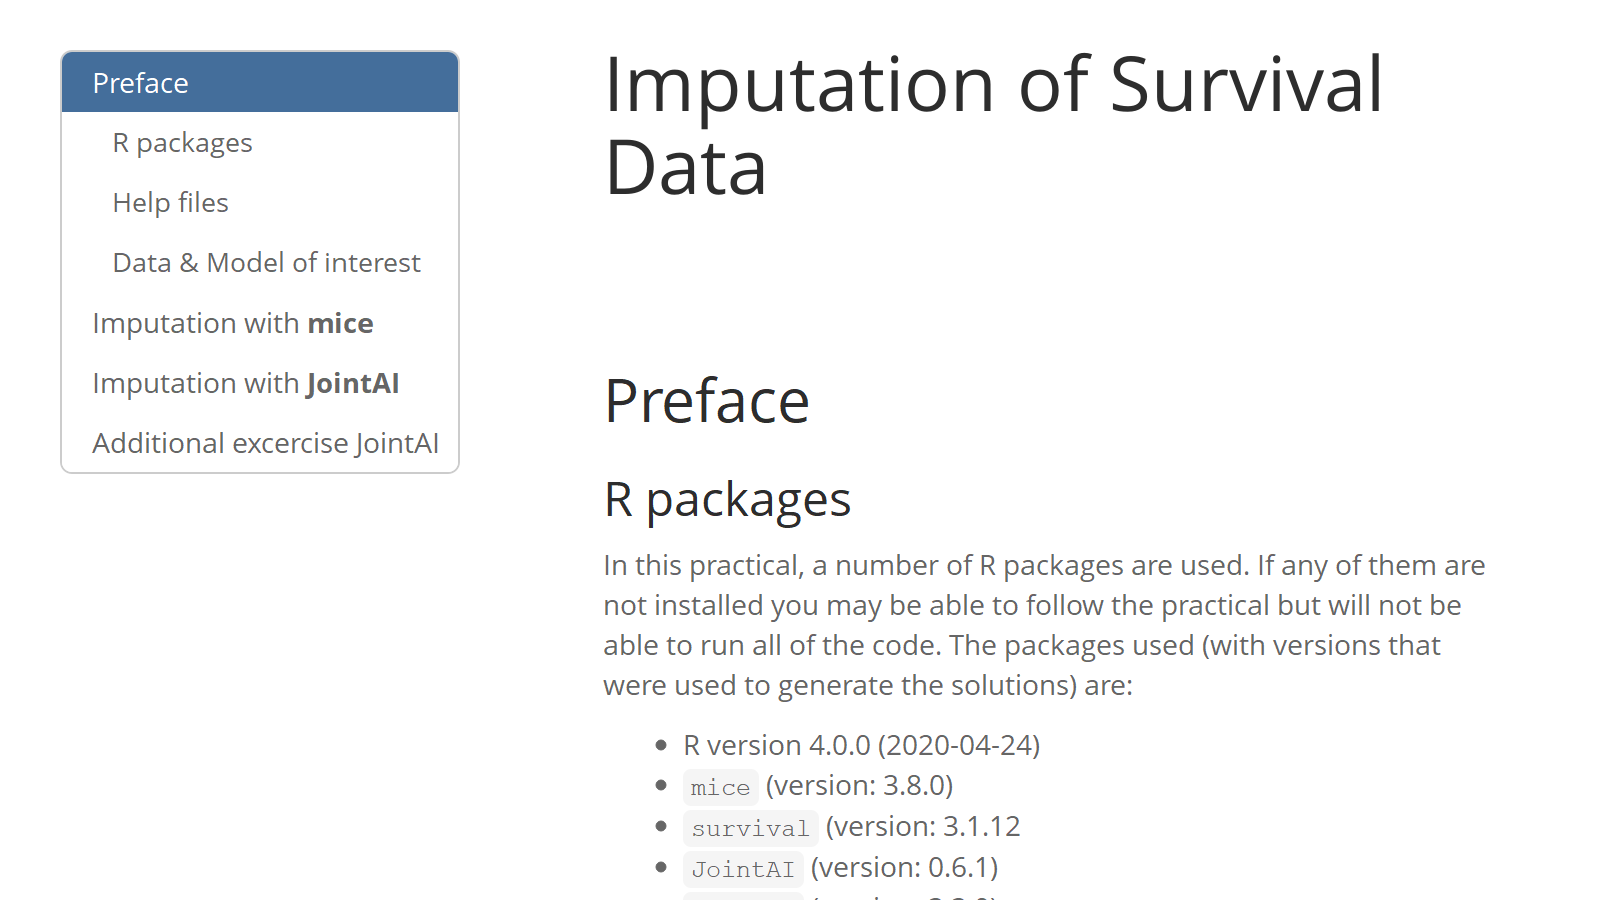 Preface
R packages
Help files
Data & Model of interest
Imputation with mice
Imputation with JointAI
Additional excercise JointAI
Imputation of Survival
Data
Preface
R packages
In this practical, a number of R packages are used. If any of them are
not installed you may be able to follow the practical but will not be
able to run all of the code. The packages used (with versions that
were used to generate the solutions) are:
R version 4.0.0 (2020-04-24)
mice (version: 3.8.0)
survival (version: 3.1.12
JointAI (version: 0.6.1)